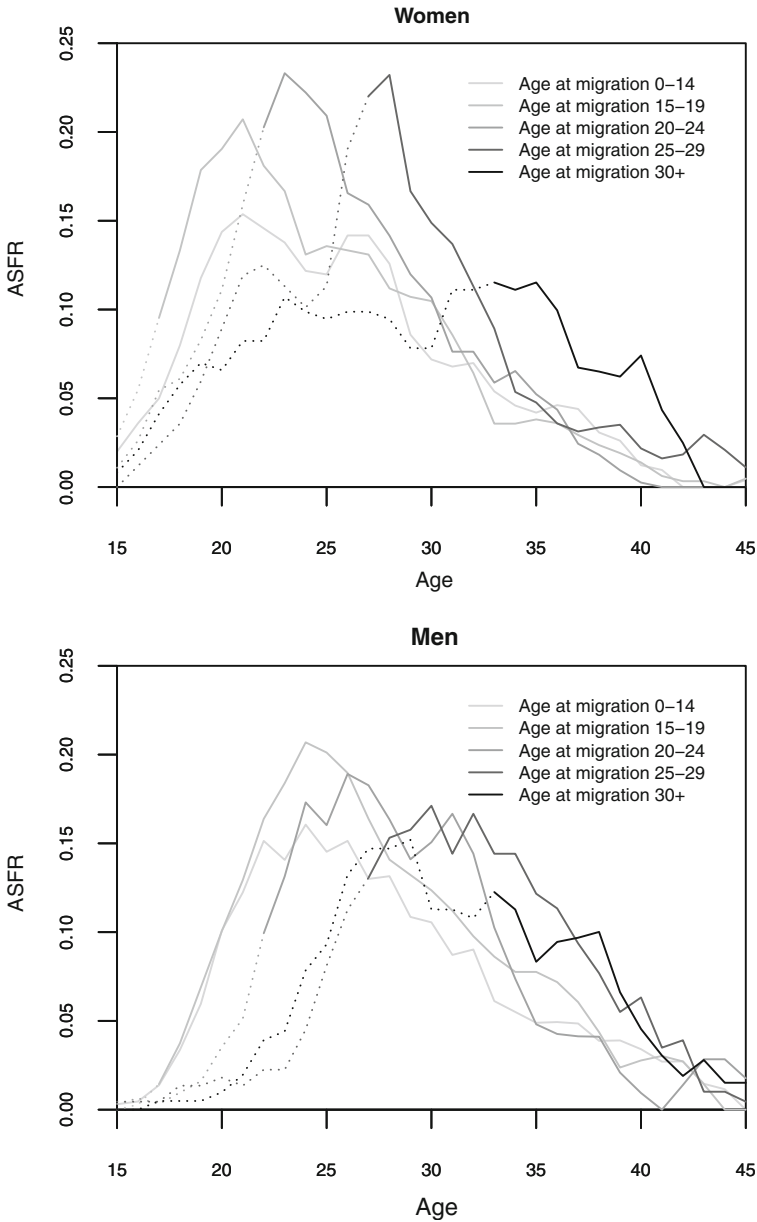 Women
ASFR
0.25
0.20
0.15
0.10
0.05
0.00
Age at migration 0–14
Age at migration 15–19
Age at migration 20–24
Age at migration 25–29
Age at migration 30+
15 20 25 30 35 40 45
Age
Men
ASFR
0.25
0.20
0.15
0.10
0.05
0.00
Age at migration 0–14
Age at migration 15–19
Age at migration 20–24
Age at migration 25–29
Age at migration 30+
15 20 25 30 35 40 45
Age